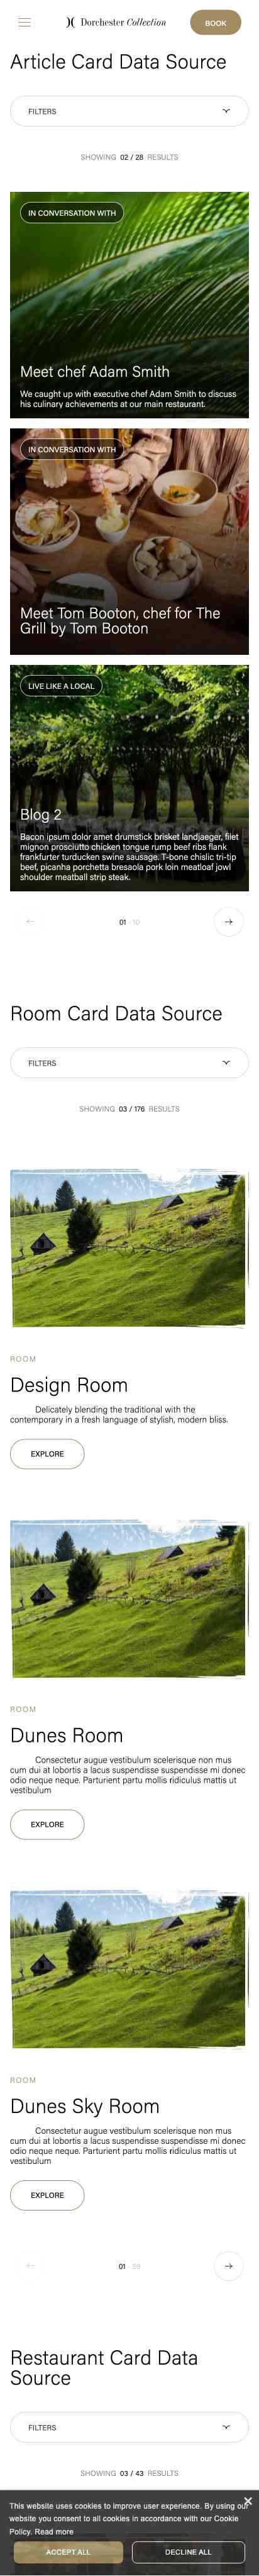 Dorchester Collection
BOOK
Article Card Data Source
FILTERS
SHOWING 02 / 28 RESULTS
IN CONVERSATION WITH
Meet chef Adam Smith
We caught up with executive chef Adam Smith to discuss
his culinary achievements at our main restaurant.
IN CONVERSATION WITH
Meet Tom Booton, chef for The
Grill by Tom Booton
LIVE LIKE A LOCAL
Blog 2
Bacon ipsum dolor amet drumstick brisket landjaeger, filet
mignon prosciutto chicken tongue rump beef ribs flank
frankfurter turducken swine sausage. T-bone chislic tri-tip
beef, picanha porchetta bresaola pork loin meatloaf jowl
shoulder meatball strip steak.
01 - 10
Room Card Data Source
FILTERS
SHOWING 03 / 176 RESULTS
ROOM
Design Room
Delicately blending the traditional with the
contemporary in a fresh language of stylish, modern bliss.
EXPLORE
ROOM
Dunes Room
Consectetur augue vestibulum scelerisque non mus
cum dui at lobortis a lacus suspendisse suspendisse mi donec
odio neque neque. Parturient partu mollis ridiculus mattis ut
vestibulum
EXPLORE
ROOM
Dunes Sky Room
Consectetur augue vestibulum scelerisque non mus
cum dui at lobortis a lacus suspendisse suspendisse mi donec
odio neque neque. Parturient partu mollis ridiculus mattis ut
vestibulum
EXPLORE
01 - 59
Restaurant Card Data
Source
FILTERS
SHOWING 03 / 43 RESULTS
This website uses cookies to improve user experience. By using our
website you consent to all cookies in accordance with our Cookie
Policy. Read more
ACCEPT ALL
DECLINE ALL